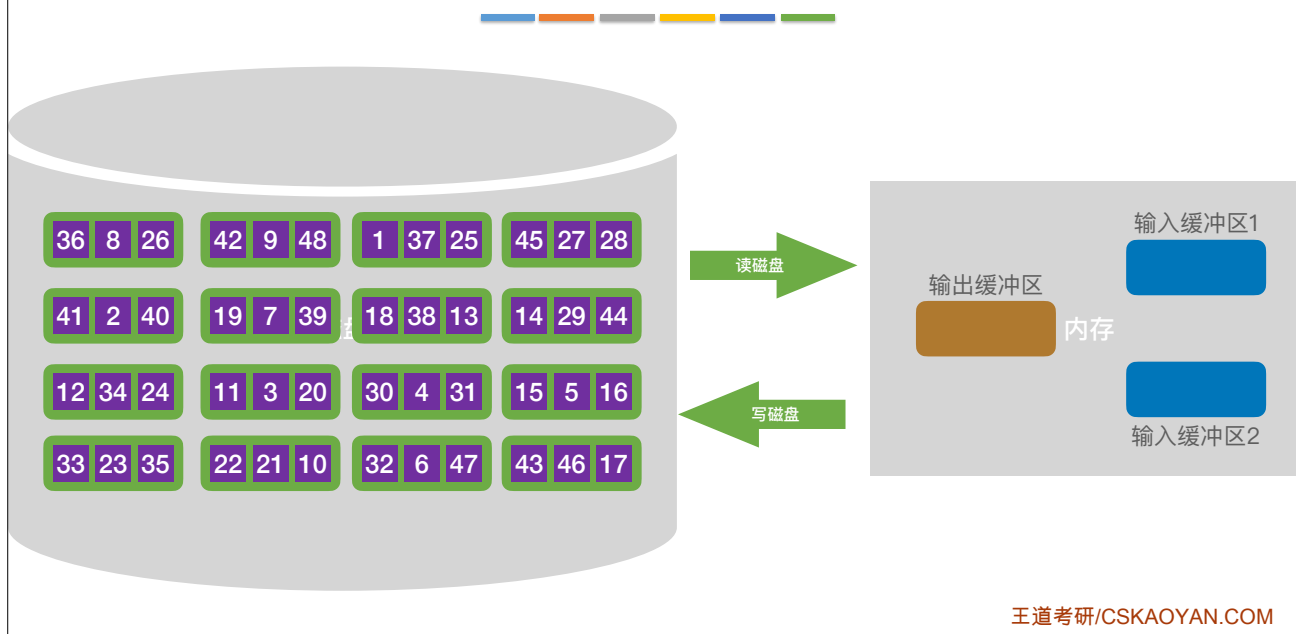 36 8 26 42 9 48 1 37 25 45 27 28
41 2 40 19 7 39 18 38 13 14 29 44
12 34 24 11 3 20 30 4 31 15 5 16
33 23 35 22 21 10 32 6 47 43 46 17
读磁盘
写磁盘
输入缓冲区1
输出缓冲区
内存
输入缓冲区2
王道考研/CSKAOYAN.COM